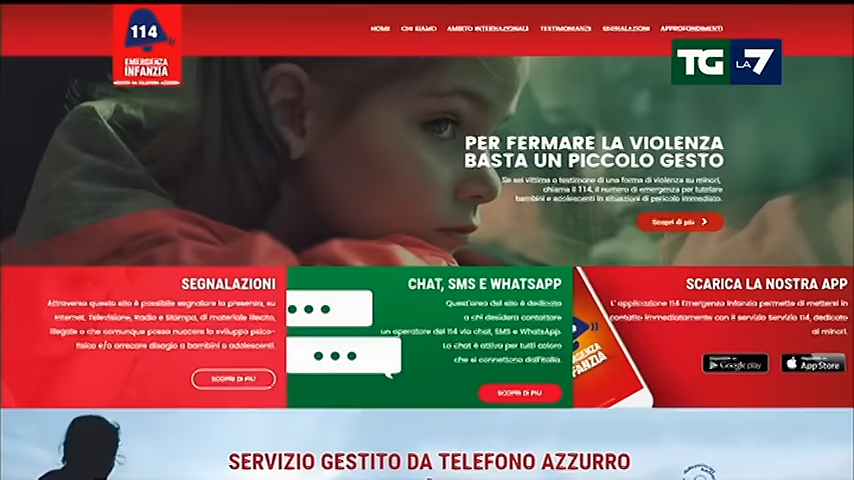 114
EMERGENZA
INFANZIA
HOME CHI SIAMO AMBITO INTERNAZIONALE TESTIMONIANZE SEGNALAZIONI APPROFONDIMENTI
TG LA7
PER FERMARE LA VIOLENZA
BASTA UN PICCOLO GESTO
Se sei vittima o testimone di una forma di violenza su minori,
chiama il 114, il numero di emergenza per tutelare
bambini e adolescenti in situazioni di pericolo immediato.
Scopri di più
SEGNALAZIONI
Attraverso questo sito è possibile segnalare la presenza, su
Internet, Televisione, Radio e Stampa, di materiale illecito,
illegale o che comunque possa nuocere lo sviluppo psico-
fisico e/o arrecare disagio a bambini o adolescenti.
SCOPRI DI PIU'
CHAT, SMS E WHATSAPP
Quest'area del sito è dedicata
a chi desidera contattare
un operatore del 114 via chat, SMS e WhatsApp.
La chat è attiva per tutti coloro
che si connettono dall'Italia.
SCOPRI DI PIU'
EMERGENZA
INFANZIA
SCARICA LA NOSTRA APP
L' applicazione 114 Emergenza Infanzia permette di mettersi in
contatto immediatamente con il servizio Servizio 114, dedicato
ai minori.
Google play
App Store
SERVIZIO GESTITO DA TELEFONO AZZURRO